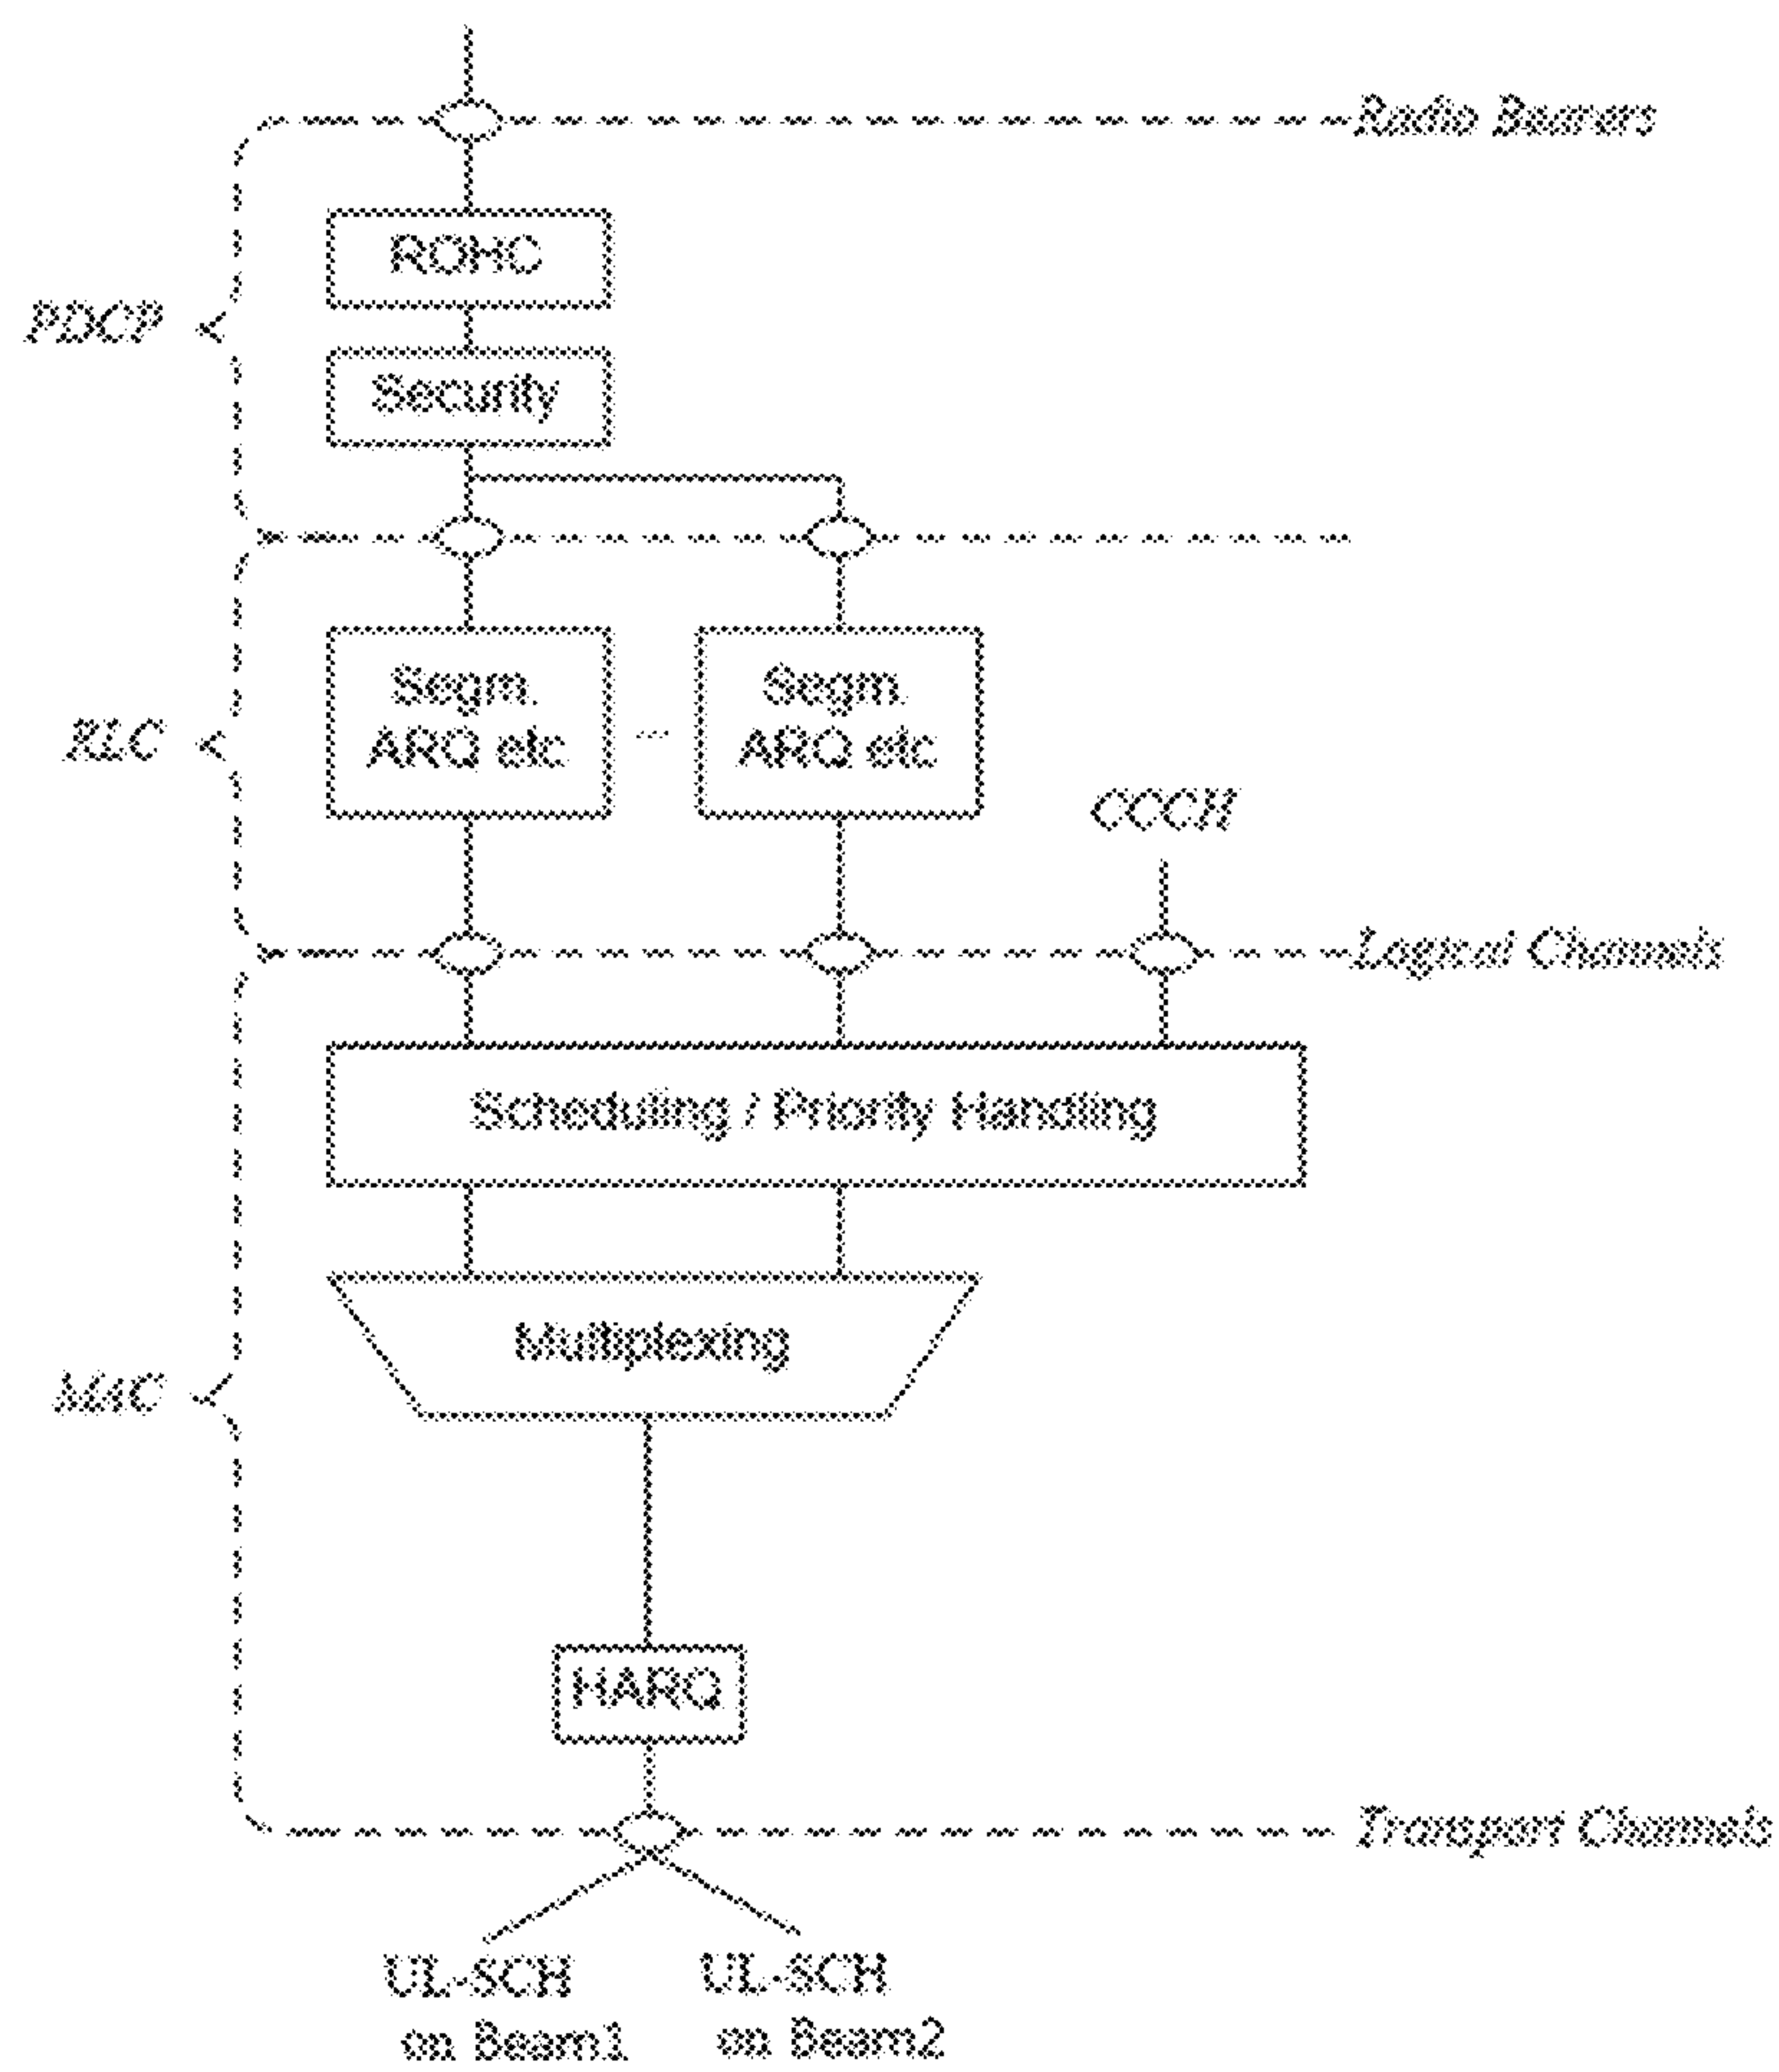 Radio Bearers
ROHC
PDCP
Security
Segm.
ARQ etc
...
Segm.
ARQ etc
RLC
CCCH
Logical Channels
Scheduling / Priority Handling
Multiplexing
MAC
HARQ
Transport Channels
UL-SCH
on Beam1
UL-SCH
on Beam2